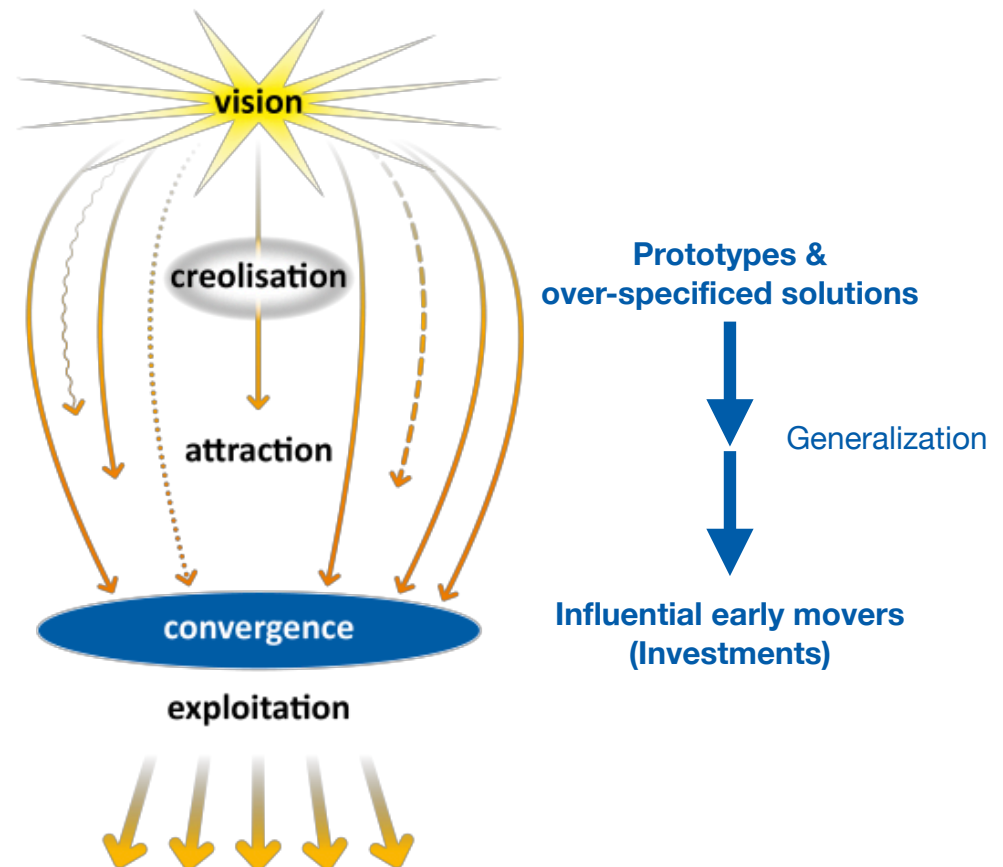 vision
creolisation
attraction
convergence
exploitation
Prototypes &
over-specificed solutions
Generalization
Influential early movers
(Investments)